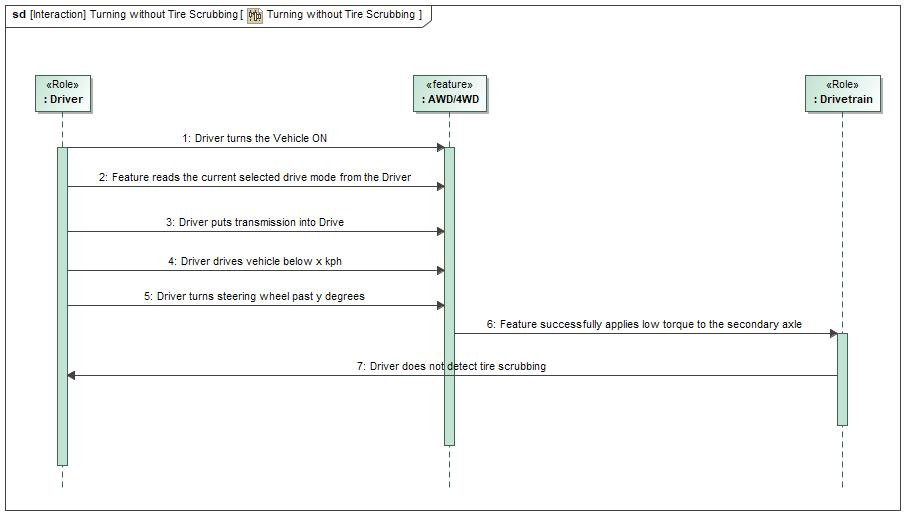 sd [Interaction] Turning without Tire Scrubbing [ Turning without Tire Scrubbing ]
«Role»
: Driver
«feature»
: AWD/4WD
«Role»
: Drivetrain
1: Driver turns the Vehicle ON
2: Feature reads the current selected drive mode from the Driver
3: Driver puts transmission into Drive
4: Driver drives vehicle below x kph
5: Driver turns steering wheel past y degrees
6: Feature successfully applies low torque to the secondary axle
7: Driver does not detect tire scrubbing